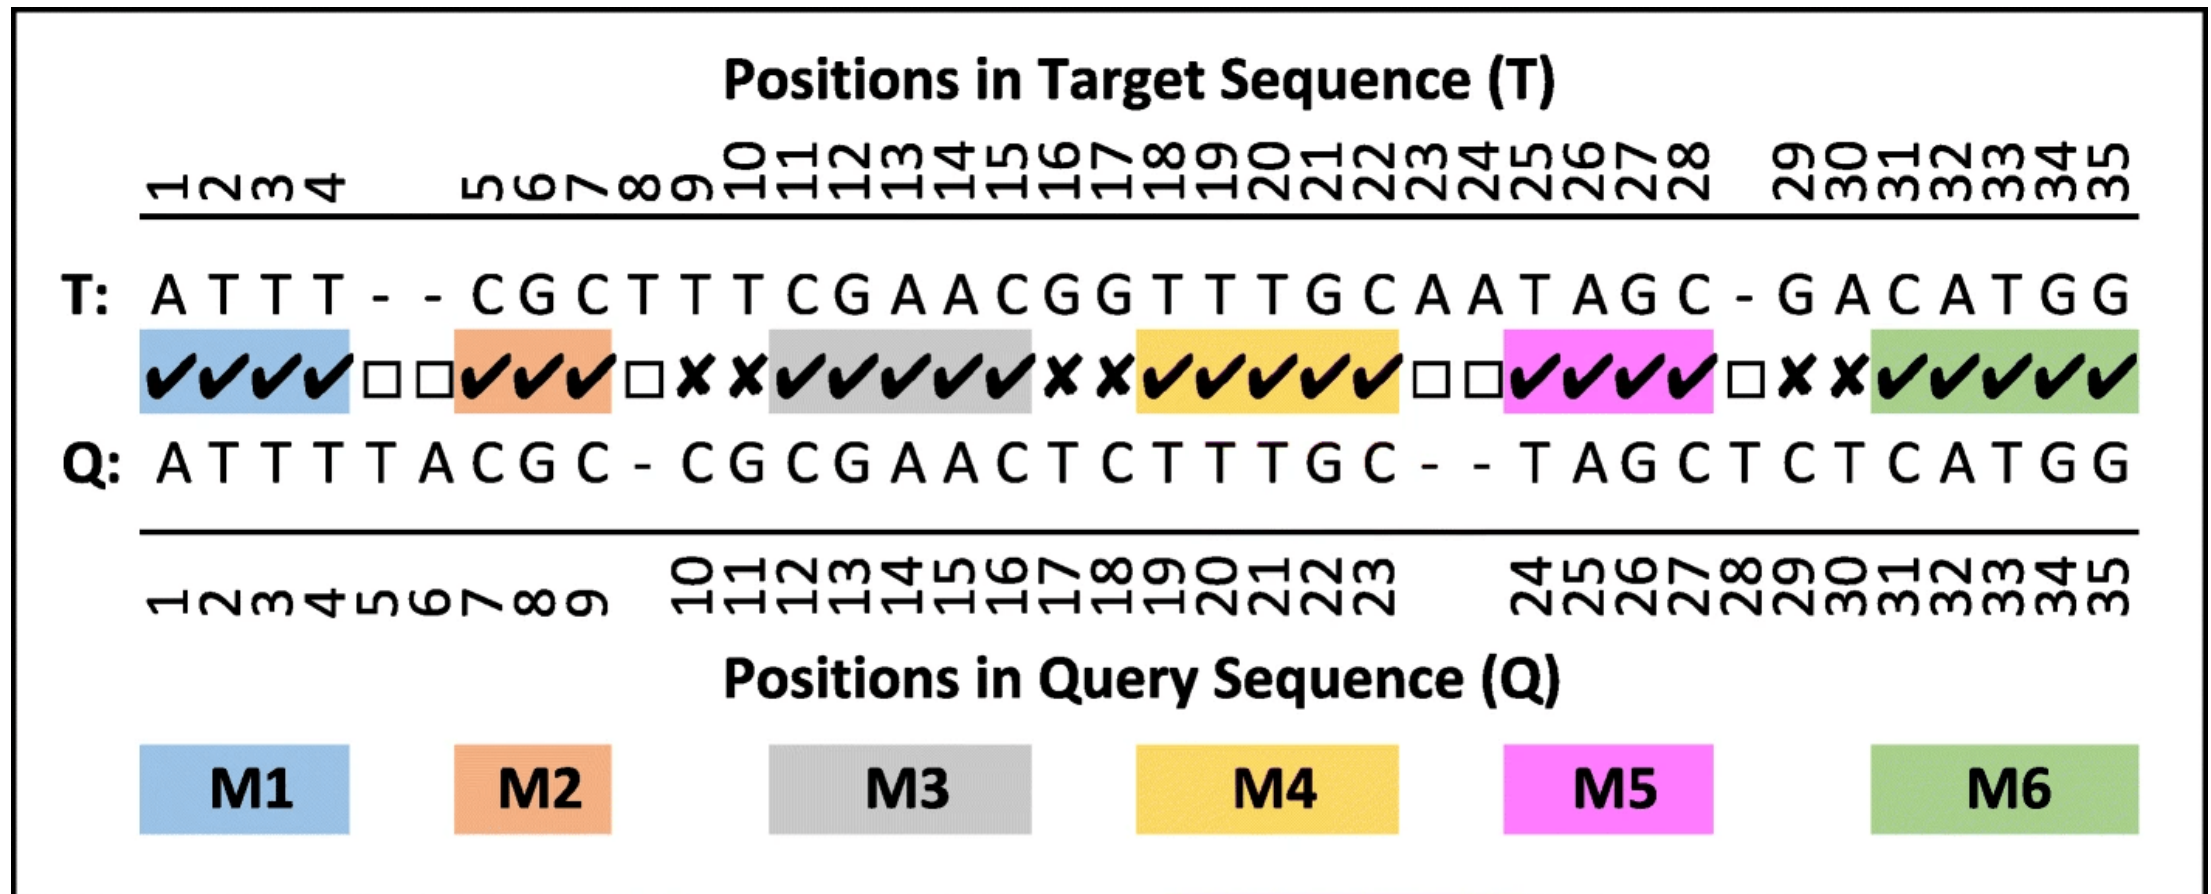 Positions in Target Sequence (T)
1 2 3 4 5 6 7 8 9 10 11 12 13 14 15 16 17 18 19 20 21 22 23 24 25 26 27 28 29 30 31 32 33 34 35
T: A T T T - - C G C T T T C G A A C G G T T T G C A A T A G C - G A C A T G G
✔✔✔✔□□✔✔✔□✘✘✔✔✔✔✔✘✘✔✔✔✔✔□□✔✔✔✔□✘✘✔✔✔✔✔
Q: A T T T T A C G C - C G C G A A C T C T T T G C - - T A G C T C T C A T G G
1 2 3 4 5 6 7 8 9 10 11 12 13 14 15 16 17 18 19 20 21 22 23 24 25 26 27 28 29 30 31 32 33 34 35
Positions in Query Sequence (Q)
M1 M2 M3 M4 M5 M6